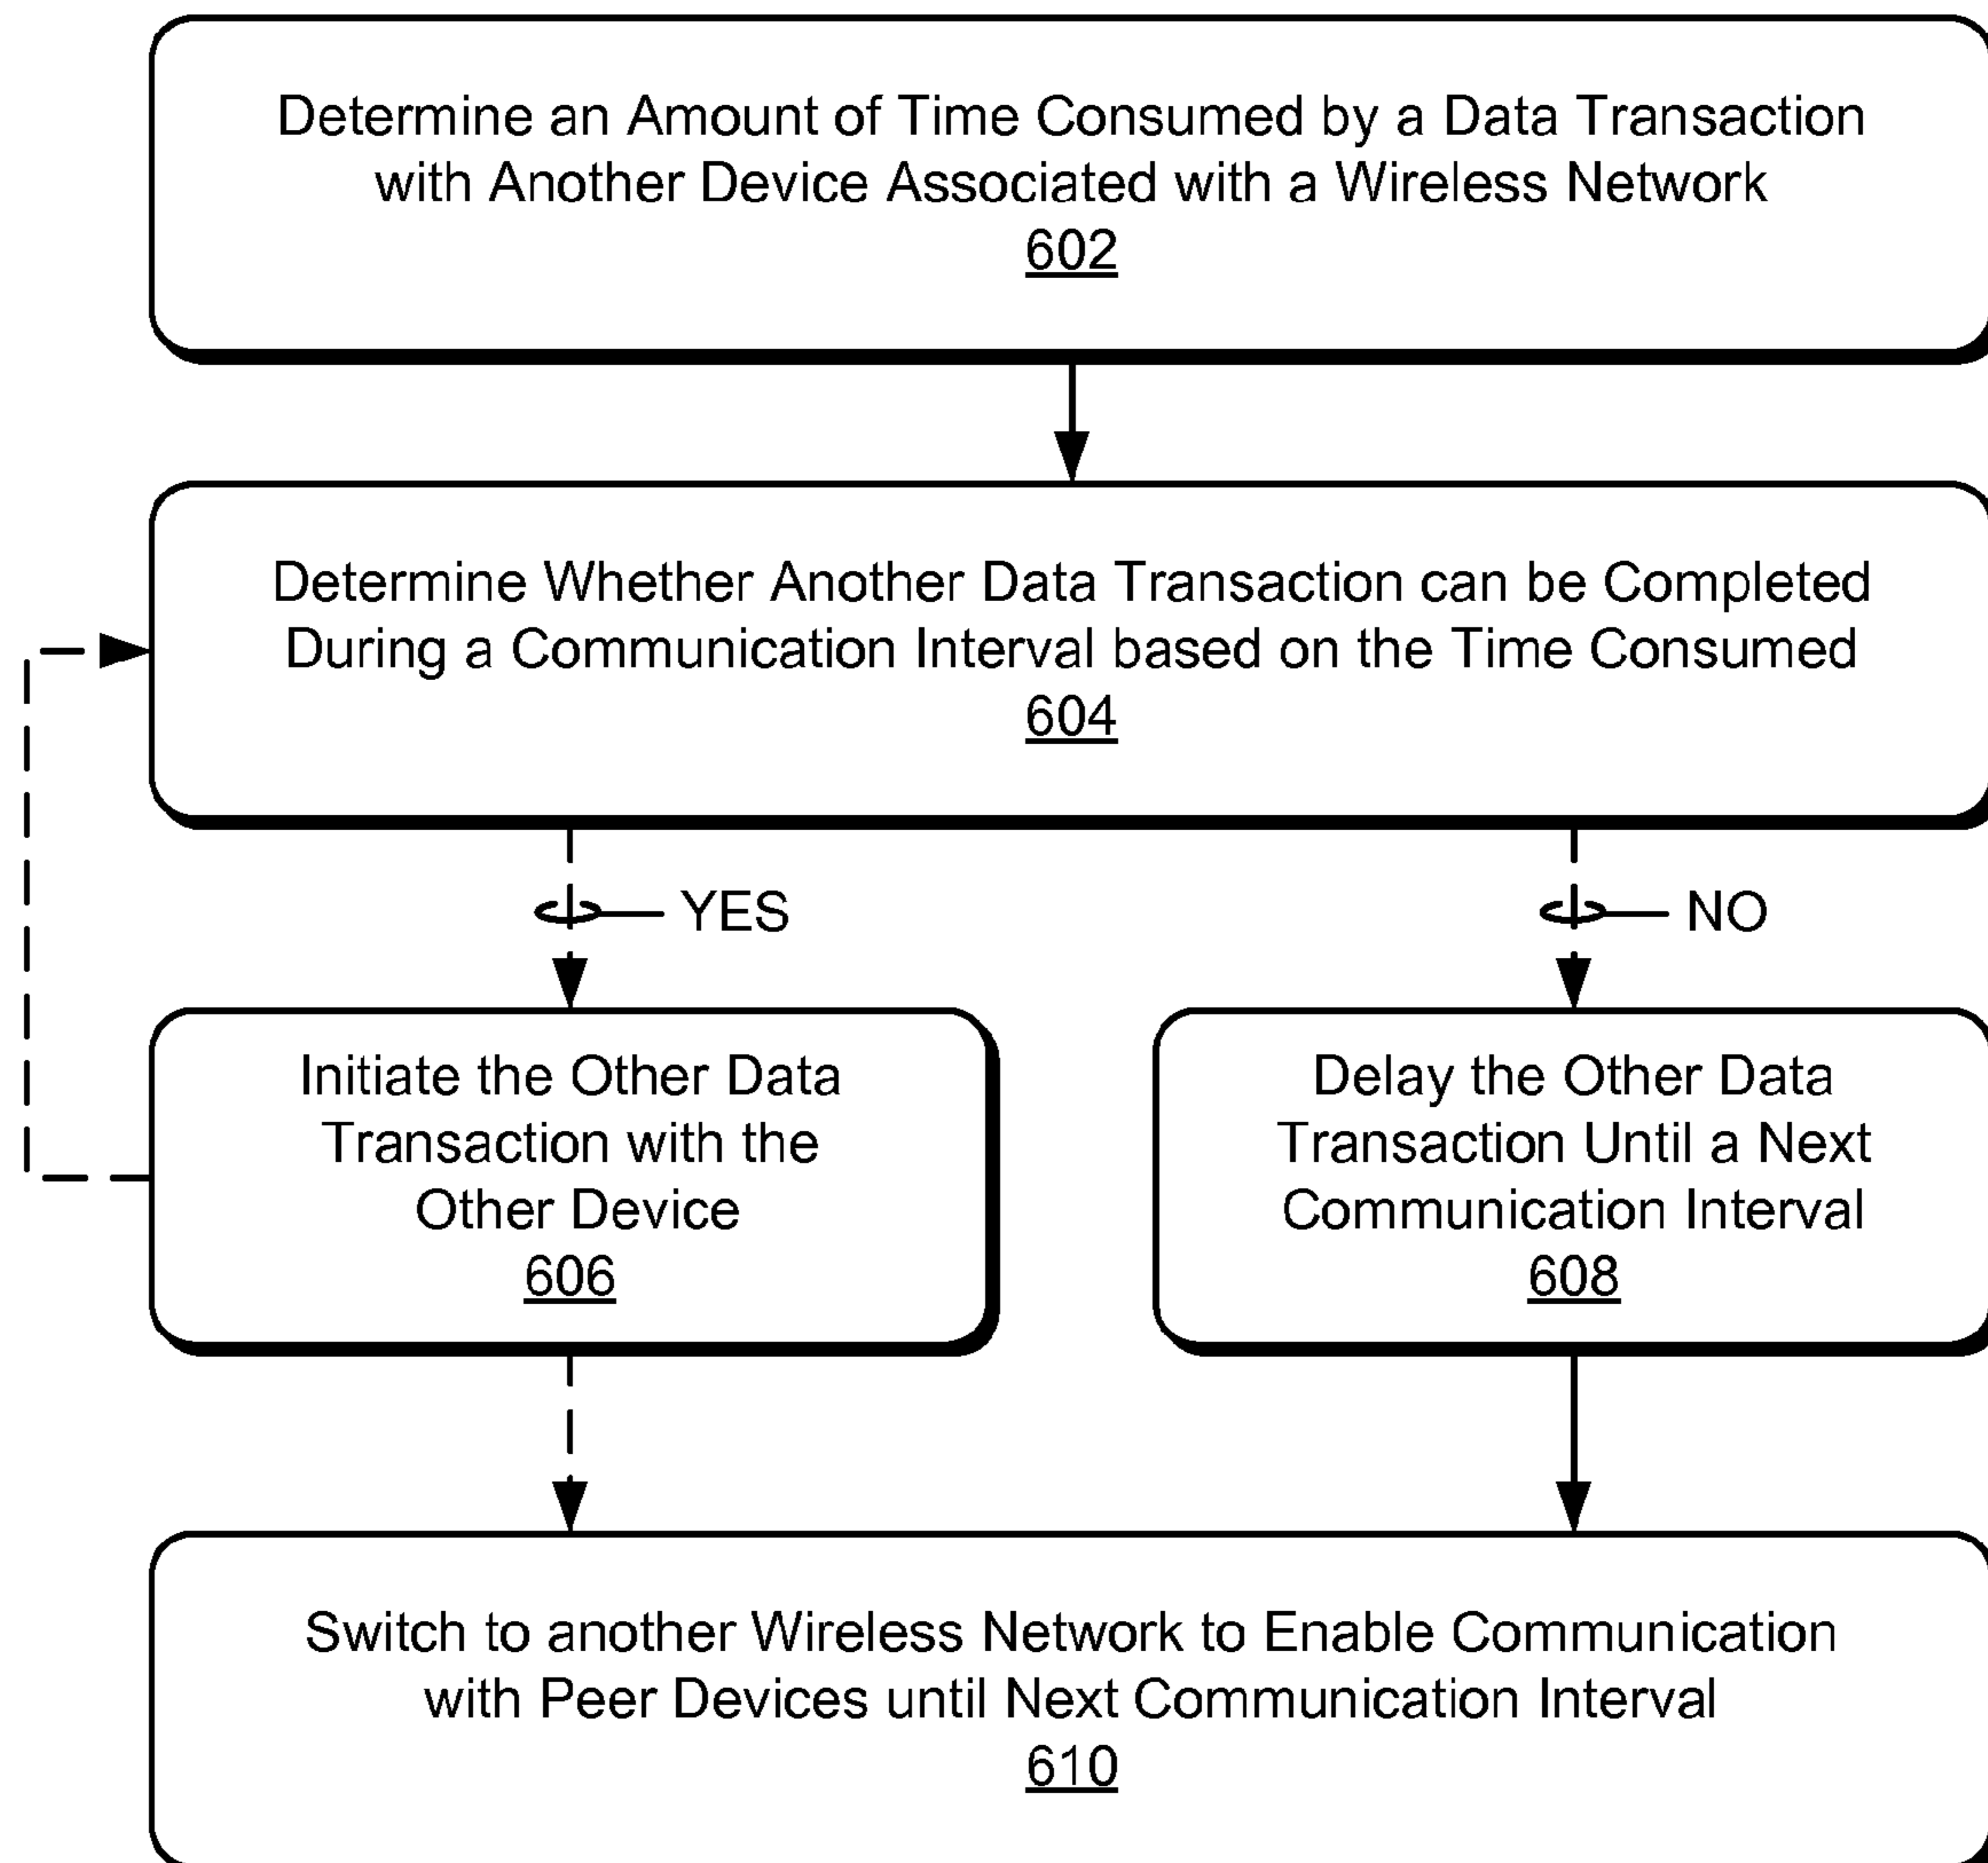 Determine an Amount of Time Consumed by a Data Transaction
with Another Device Associated with a Wireless Network
602
Determine Whether Another Data Transaction can be Completed
During a Communication Interval based on the Time Consumed
604
YES
NO
Initiate the Other Data
Transaction with the
Other Device
606
Delay the Other Data
Transaction Until a Next
Communication Interval
608
Switch to another Wireless Network to Enable Communication
with Peer Devices until Next Communication Interval
610